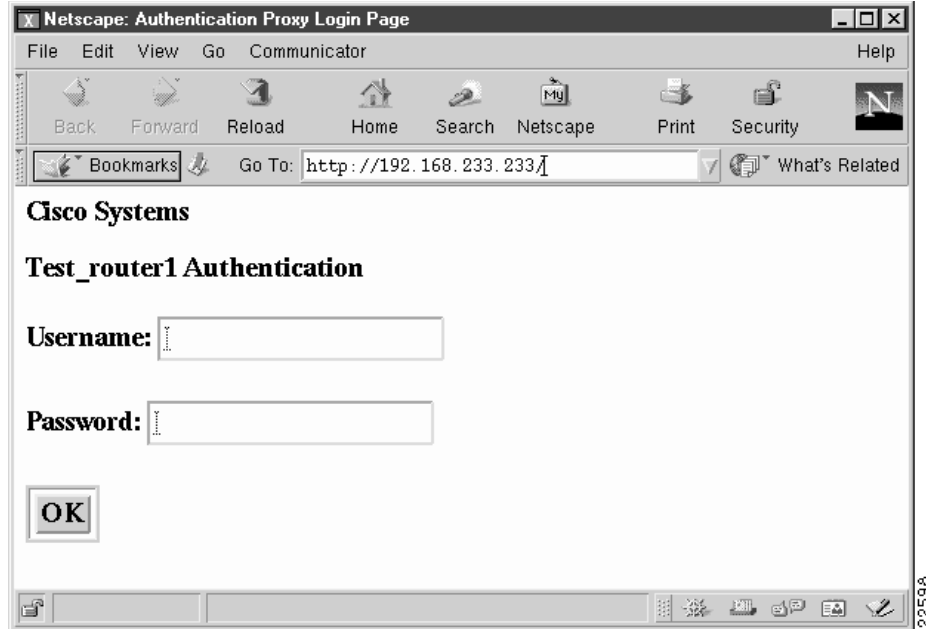 X Netscape: Authentication Proxy Login Page
File Edit View Go Communicator Help
Back Forward Reload Home Search My Netscape Print Security N
Bookmarks Go To: http://192.168.233.233/ What's Related
Cisco Systems
Test_router1 Authentication
Username:
Password:
OK
22598